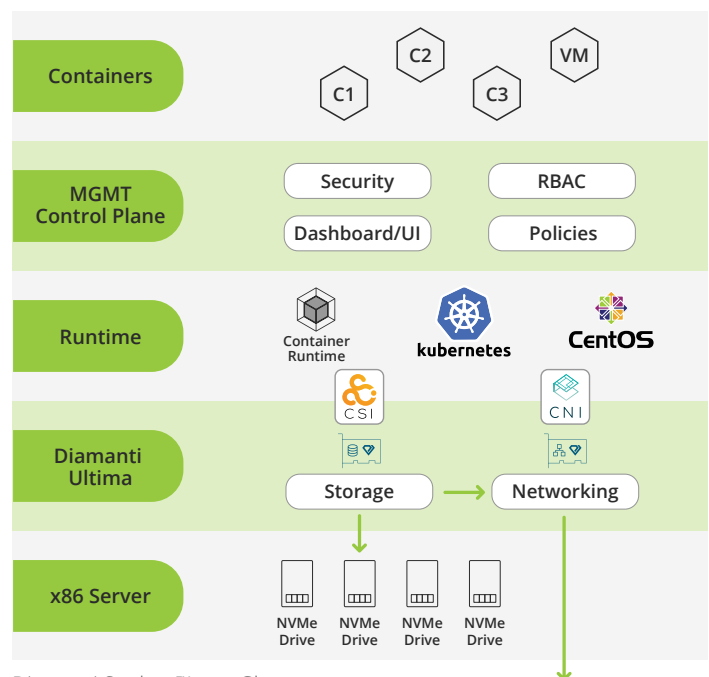 Containers
C1
C2
C3
VM
MGMT
Control Plane
Security
RBAC
Dashboard/UI
Policies
Runtime
Container
Runtime
kubernetes
CentOS
CSI
CNI
Diamanti
Ultima
Storage
Networking
x86 Server
NVMe
Drive
NVMe
Drive
NVMe
Drive
NVMe
Drive